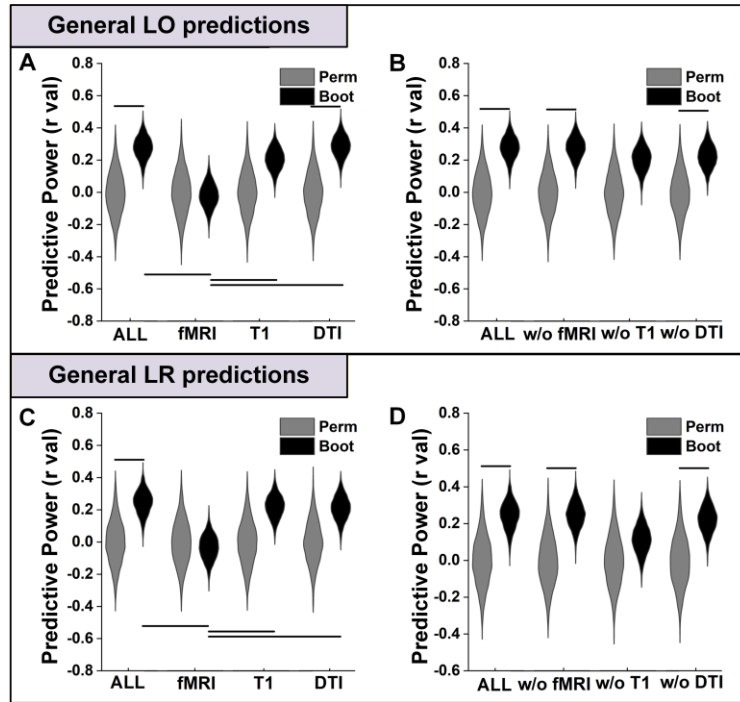 General LO predictions
A
Predictive Power (r val)
0.8
0.6
0.4
0.2
0.0
-0.2
-0.4
-0.6
-0.8
Perm
Boot
ALL fMRI T1 DTI
B
Predictive Power (r val)
0.8
0.6
0.4
0.2
0.0
-0.2
-0.4
-0.6
-0.8
Perm
Boot
ALL w/o fMRI w/o T1 w/o DTI
General LR predictions
C
Predictive Power (r val)
0.8
0.6
0.4
0.2
0.0
-0.2
-0.4
-0.6
-0.8
Perm
Boot
ALL fMRI T1 DTI
D
Predictive Power (r val)
0.8
0.6
0.4
0.2
0.0
-0.2
-0.4
-0.6
Perm
Boot
ALL w/o fMRI w/o T1 w/o DTI